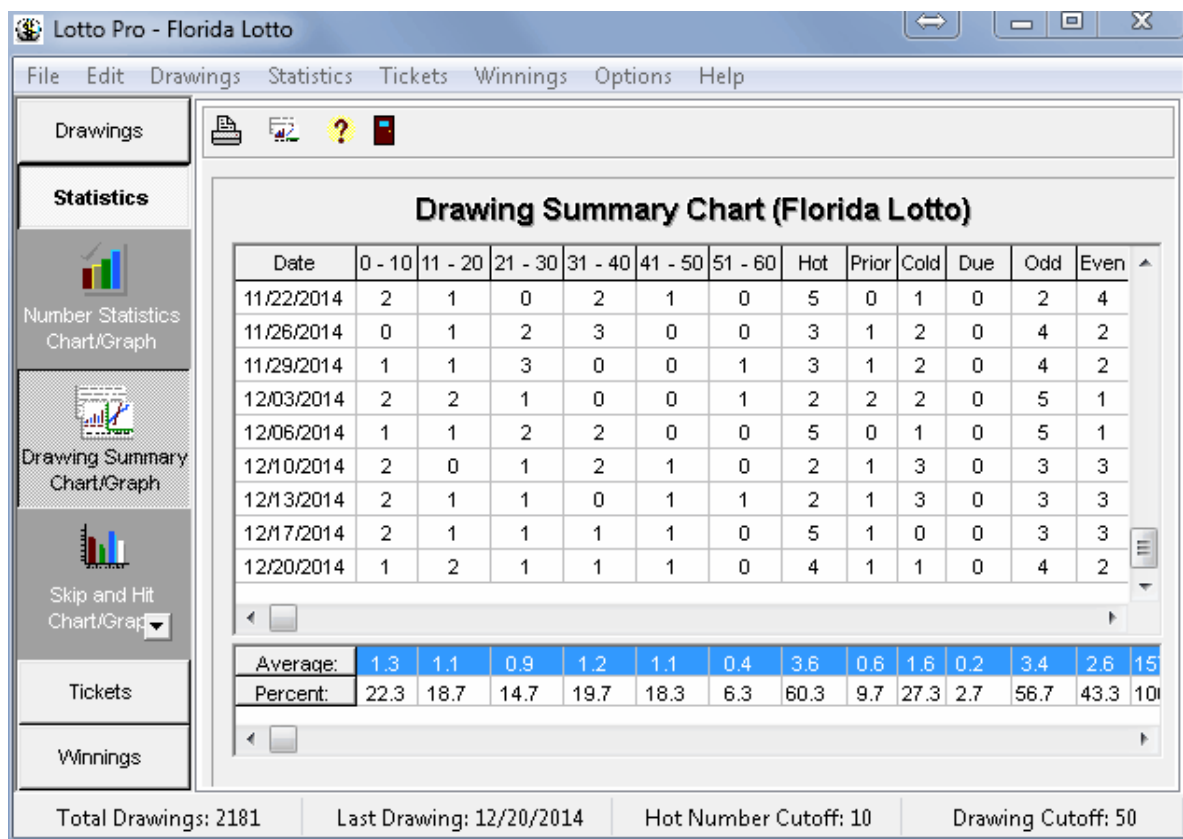 Lotto Pro - Florida Lotto
File Edit Drawings Statistics Tickets Winnings Options Help
Drawings
Statistics
Number Statistics
Chart/Graph
Drawing Summary
Chart/Graph
Skip and Hit
Tickets
Winnings
Drawing Summary Chart (Florida Lotto)
Date 0 - 10 11 - 20 21 - 30 31 - 40 41 - 50 51 - 60 Hot Prior Cold Due Odd Even
11/22/2014 2 1 0 2 1 0 5 0 1 0 2 4
11/26/2014 0 1 2 3 0 0 3 1 2 0 4 2
11/29/2014 1 1 3 0 0 1 3 1 2 0 4 2
12/03/2014 2 2 1 0 0 1 2 2 2 0 5 1
12/06/2014 1 1 2 2 0 0 5 0 1 0 5 1
12/10/2014 2 0 1 2 1 0 2 1 3 0 3 3
12/13/2014 2 1 1 0 1 1 2 1 3 0 3 3
12/17/2014 2 1 1 1 1 0 5 1 0 0 3 3
12/20/2014 1 2 1 1 1 0 4 1 1 0 4 2
Average: 1.3 1.1 0.9 1.2 1.1 0.4 3.6 0.6 1.6 0.2 3.4 2.6
Percent: 22.3 18.7 14.7 19.7 18.3 6.3 60.3 9.7 27.3 2.7 56.7 43.3
Total Drawings: 2181 Last Drawing: 12/20/2014 Hot Number Cutoff: 10 Drawing Cutoff: 50